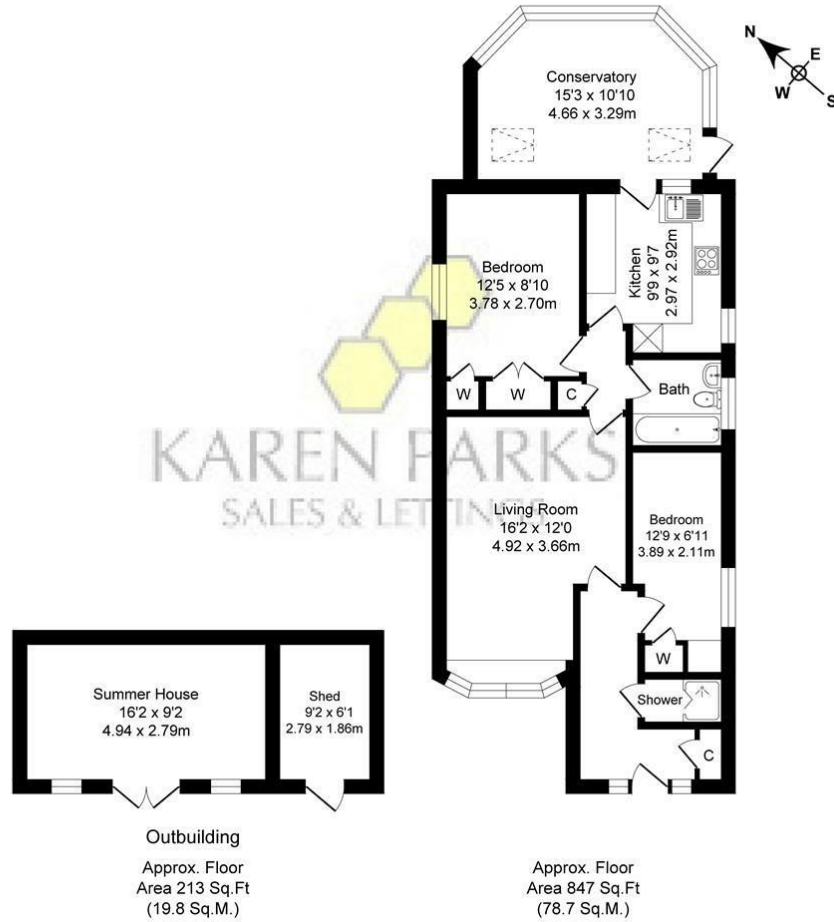 Conservatory
15'3 x 10'10
4.66 x 3.29m
N
E
W
S
Bedroom
12'5 x 8'10
3.78 x 2.70m
Kitchen
9'9 x 9'7
2.97 x 2.92m
W
W
C
Bath
KAREN PARKS
SALES & LETTINGS
Living Room
16'2 x 12'0
4.92 x 3.66m
Bedroom
12'9 x 6'11
3.89 x 2.11m
W
Shower
C
Summer House
16'2 x 9'2
4.94 x 2.79m
Shed
9'2 x 6'1
2.79 x 1.86m
Outbuilding
Approx. Floor
Area 213 Sq.Ft
(19.8 Sq.M.)
Approx. Floor
Area 847 Sq.Ft
(78.7 Sq.M.)